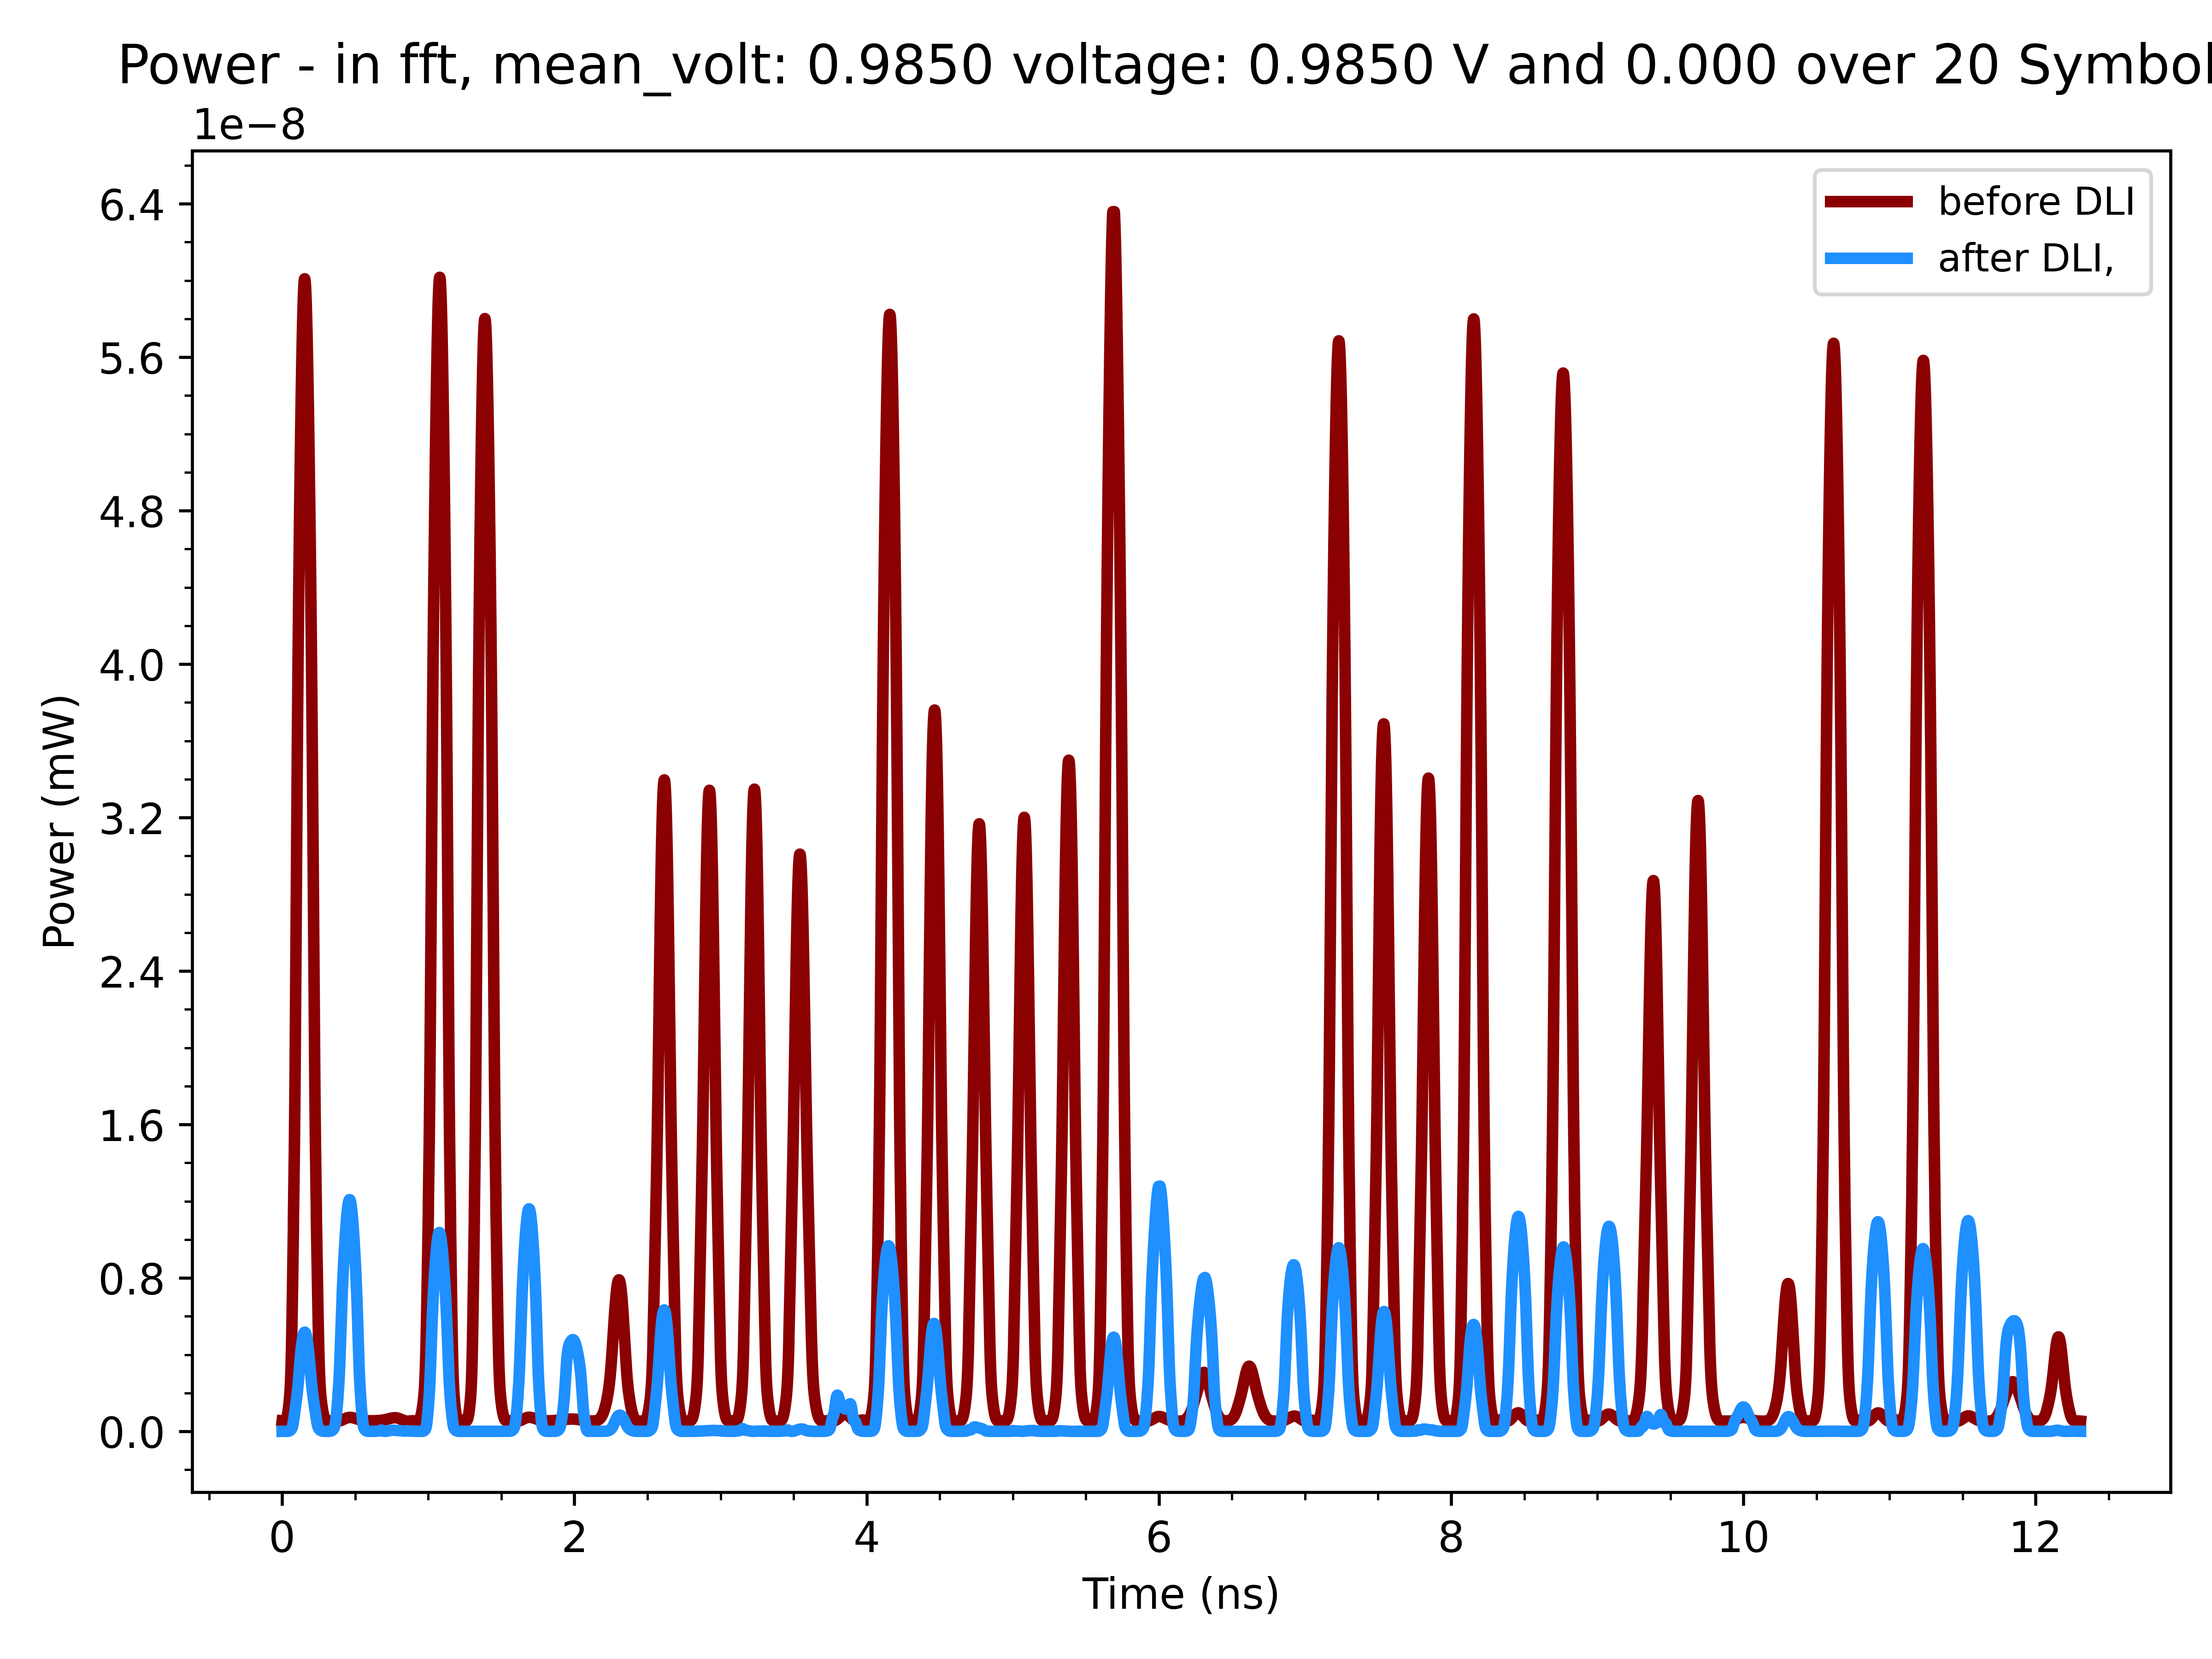 Power - in fft, mean_volt: 0.9850 voltage: 0.9850 V and 0.000 over 20 Symbol
1e−8
before DLI
after DLI,
6.4
5.6
4.8
4.0
3.2
2.4
1.6
0.8
0.0
Power (mW)
0 2 4 6 8 10 12
Time (ns)